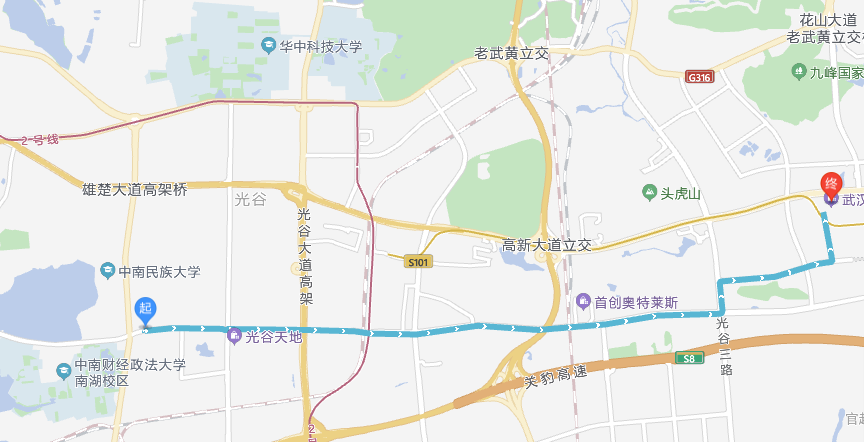 花山大道
老武黄立交
华中科技大学
老武黄立交
G316
九峰国家
2号线
终
雄楚大道高架桥
光谷
头虎山
武汉
光谷大道高架
高新大道立交
S101
中南民族大学
起
首创奥特莱斯
光谷天地
光谷三路
中南财经政法大学
南湖校区
S8
关豹高速
2
官